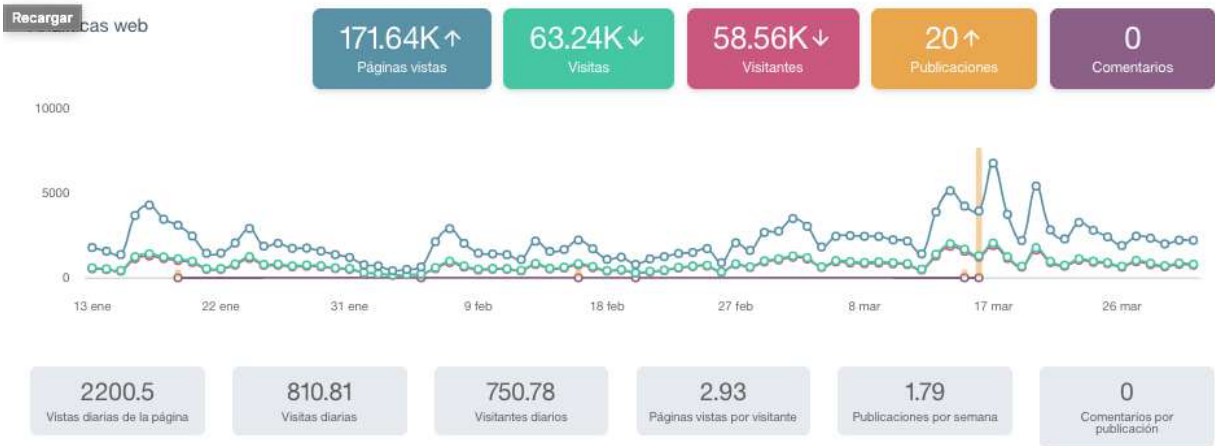 Recargar
cas web
171.64K↑
Páginas vistas
63.24K↓
Visitas
58.56K↓
Visitantes
20↑
Publicaciones
0
Comentarios
10000
5000
0
13 ene
22 ene
31 ene
9 feb
18 feb
27 feb
8 mar
17 mar
26 mar
2200.5
Vistas diarias de la página
810.81
Visitas diarias
750.78
Visitantes diarios
2.93
Páginas vistas por visitante
1.79
Publicaciones por semana
0
Comentarios por
publicación